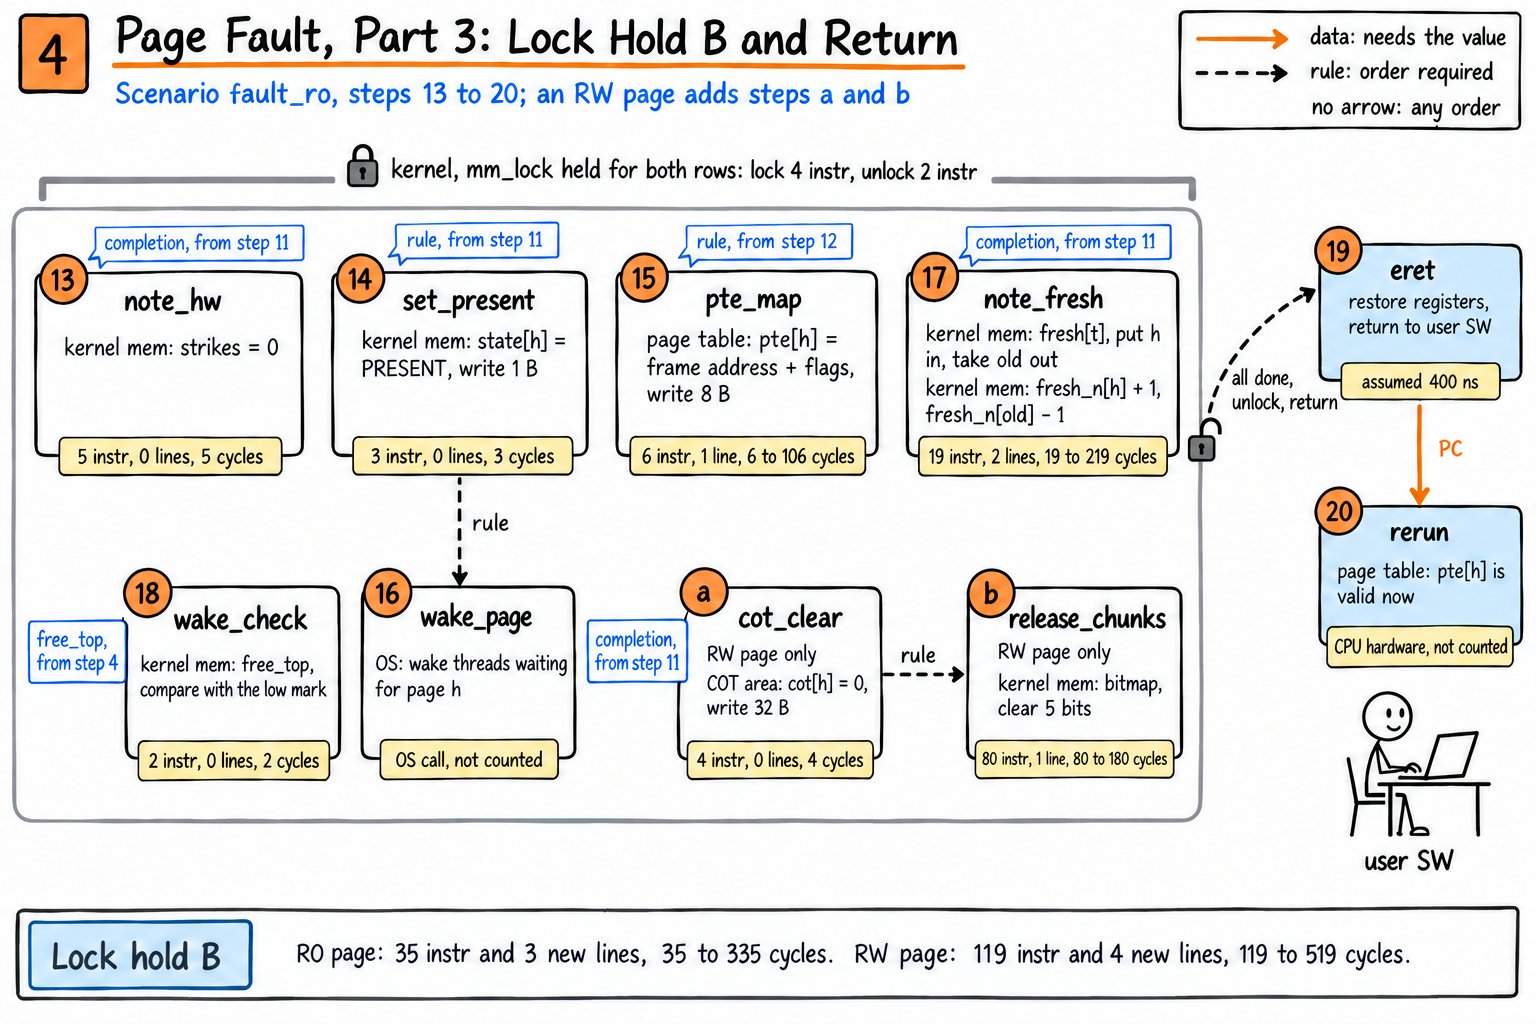 4
Page Fault, Part 3: Lock Hold B and Return
Scenario fault_ro, steps 13 to 20; an RW page adds steps a and b
data: needs the value
rule: order required
no arrow: any order
kernel, mm_lock held for both rows: lock 4 instr, unlock 2 instr
completion, from step 11
13
note_hw
kernel mem: strikes = 0
5 instr, 0 lines, 5 cycles
rule, from step 11
14
set_present
kernel mem: state[h] =
PRESENT, write 1 B
3 instr, 0 lines, 3 cycles
rule, from step 12
15
pte_map
page table: pte[h] =
frame address + flags,
write 8 B
6 instr, 1 line, 6 to 106 cycles
completion, from step 11
17
note_fresh
kernel mem: fresh[t], put h
in, take old out
kernel mem: fresh_n[h] + 1,
fresh_n[old] − 1
19 instr, 2 lines, 19 to 219 cycles
rule
free_top,
from step 4
18
wake_check
kernel mem: free_top,
compare with the low mark
2 instr, 0 lines, 2 cycles
16
wake_page
OS: wake threads waiting
for page h
OS call, not counted
completion,
from step 11
a
cot_clear
RW page only
COT area: cot[h] = 0,
write 32 B
4 instr, 0 lines, 4 cycles
rule
b
release_chunks
RW page only
kernel mem: bitmap,
clear 5 bits
80 instr, 1 line, 80 to 180 cycles
all done,
unlock, return
19
eret
restore registers,
return to user SW
assumed 400 ns
PC
20
rerun
page table: pte[h] is
valid now
CPU hardware, not counted
user SW
Lock hold B
RO page: 35 instr and 3 new lines, 35 to 335 cycles. RW page: 119 instr and 4 new lines, 119 to 519 cycles.